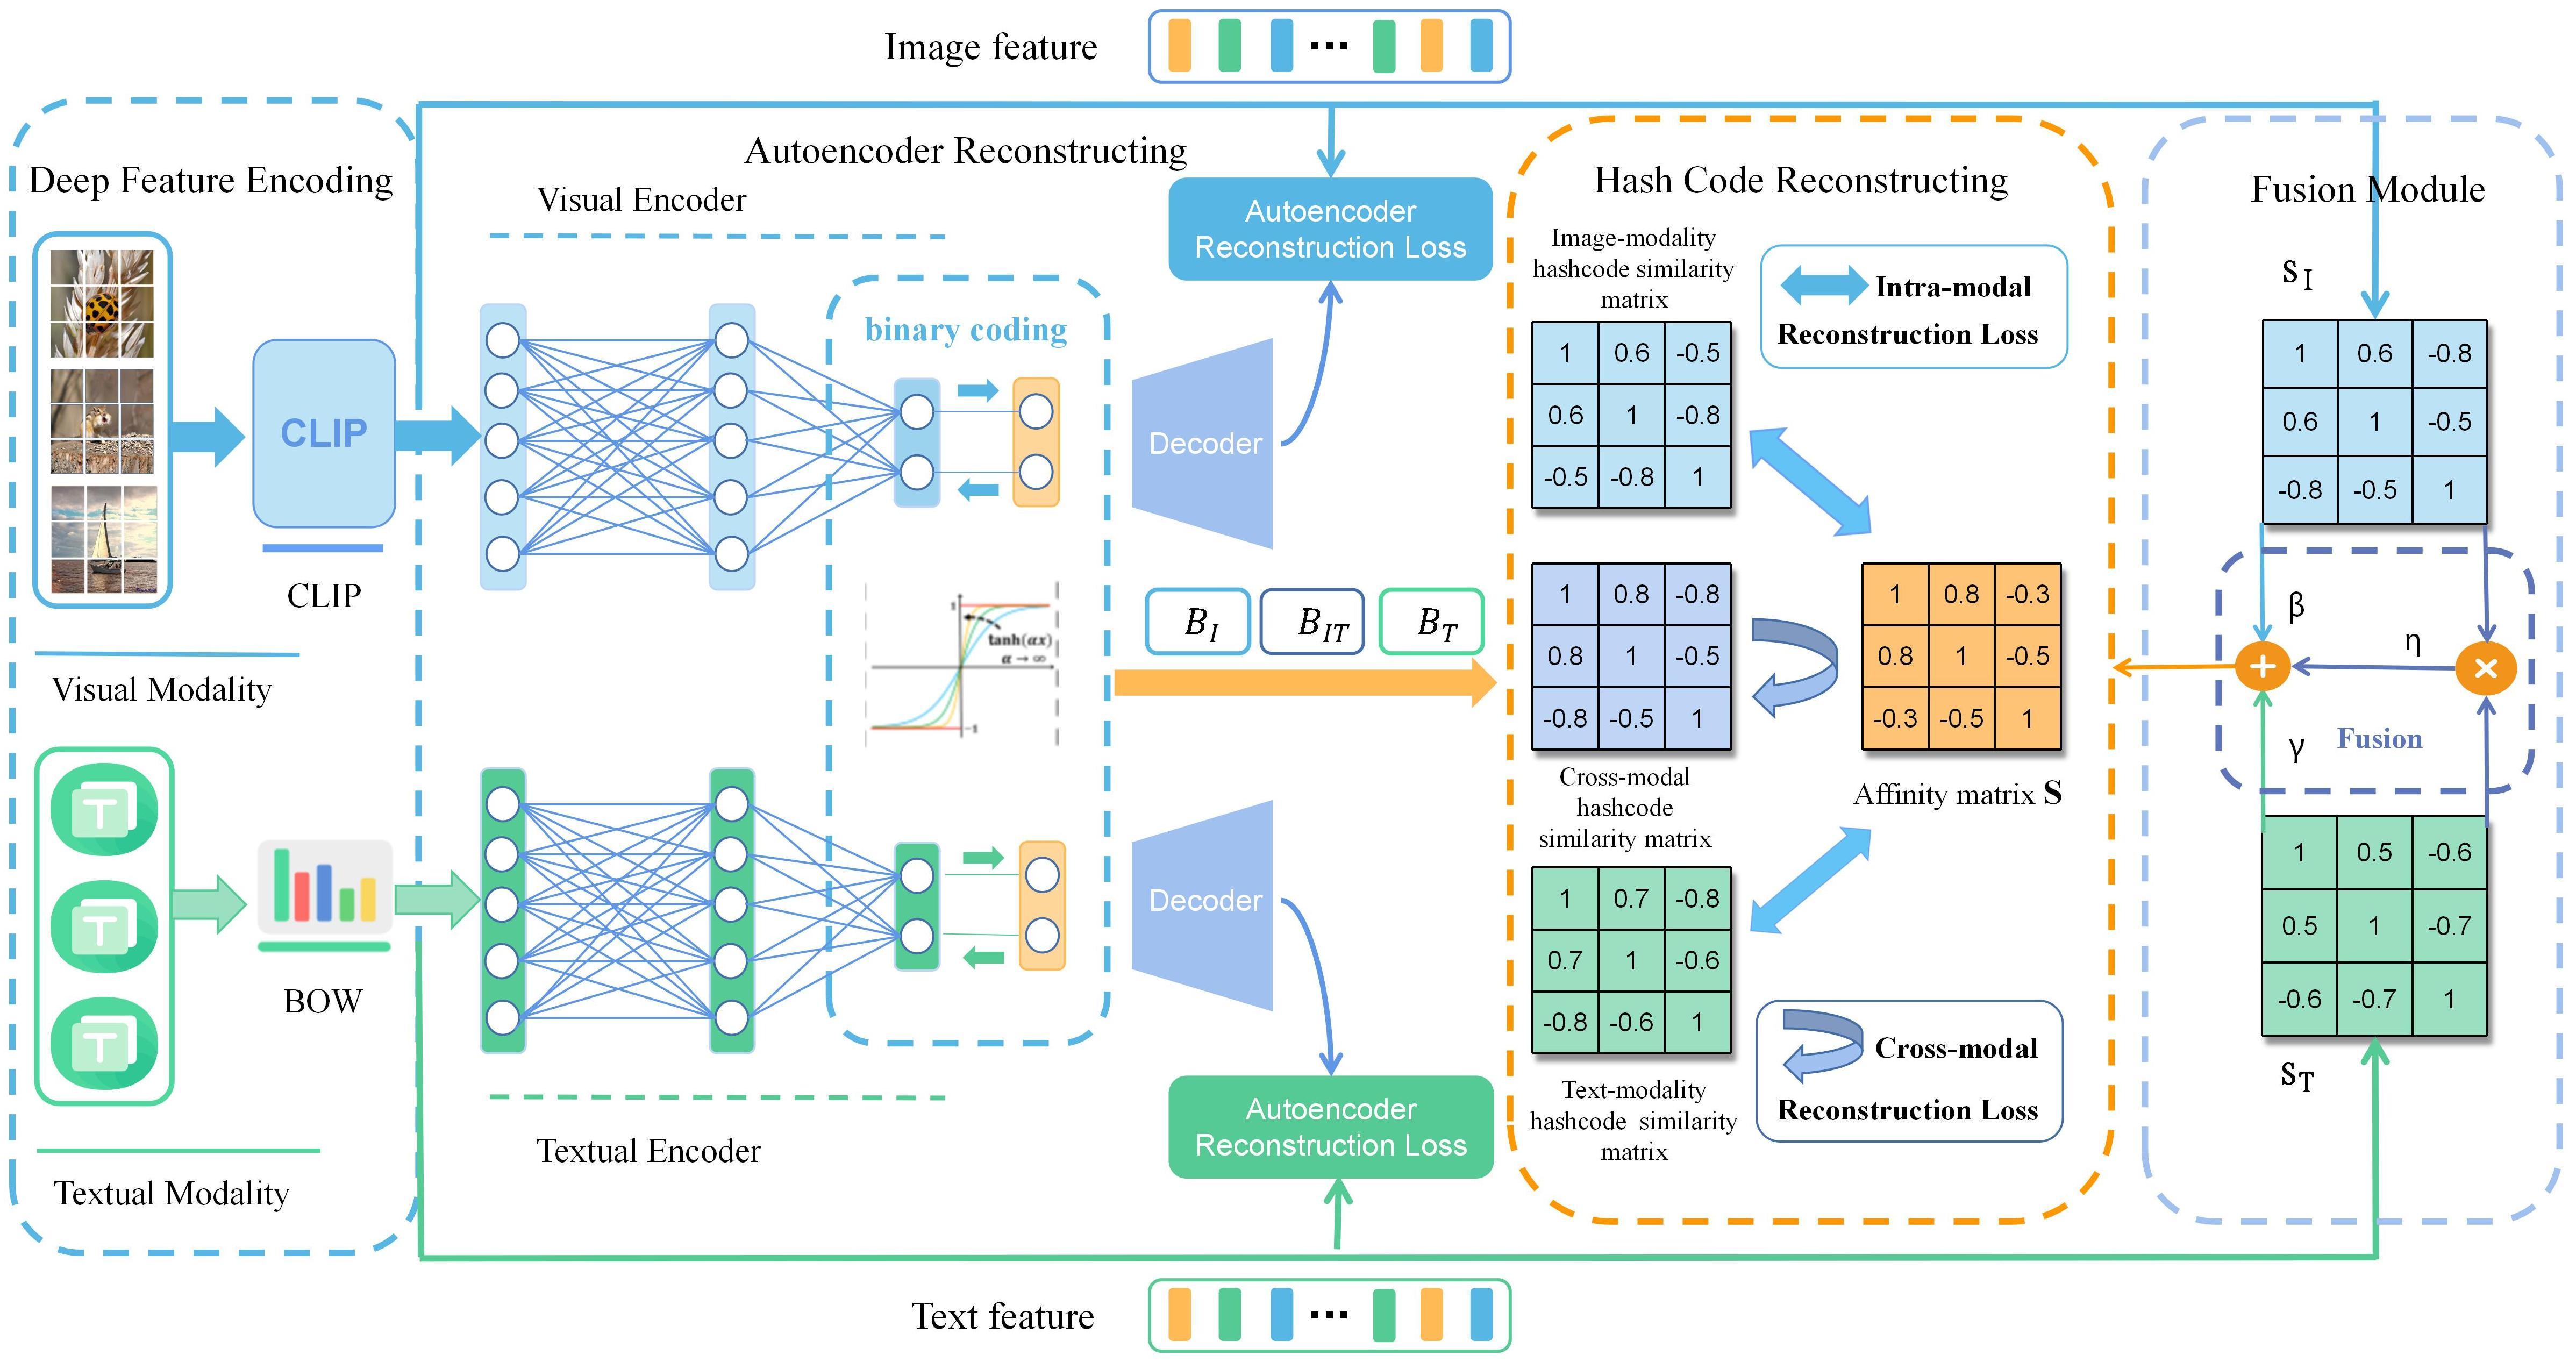 Image feature
Deep Feature Encoding
CLIP
CLIP
Visual Modality
T
T
T
BOW
Textual Modality
Autoencoder Reconstructing
Visual Encoder
binary coding
1
tanh(αx)
α → ∞
-1
Textual Encoder
Autoencoder
Reconstruction Loss
Decoder
B_I
B_IT
B_T
Decoder
Autoencoder
Reconstruction Loss
Hash Code Reconstructing
Image-modality
hashcode similarity
matrix
1 0.6 -0.5
0.6 1 -0.8
-0.5 -0.8 1
Intra-modal
Reconstruction Loss
1 0.8 -0.8
0.8 1 -0.5
-0.8 -0.5 1
Cross-modal
hashcode
similarity matrix
1 0.8 -0.3
0.8 1 -0.5
-0.3 -0.5 1
Affinity matrix S
1 0.7 -0.8
0.7 1 -0.6
-0.8 -0.6 1
Text-modality
hashcode similarity
matrix
Cross-modal
Reconstruction Loss
Fusion Module
S_I
1 0.6 -0.8
0.6 1 -0.5
-0.8 -0.5 1
β
η
+
×
γ
Fusion
1 0.5 -0.6
0.5 1 -0.7
-0.6 -0.7 1
S_T
Text feature